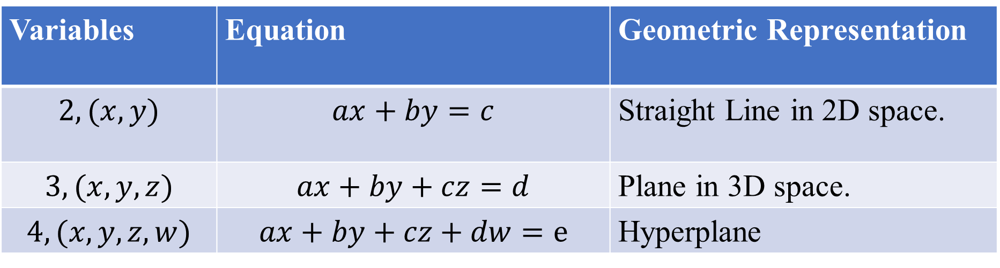 Variables Equation Geometric Representation
2, (x, y) ax + by = c Straight Line in 2D space.
3, (x, y, z) ax + by + cz = d Plane in 3D space.
4, (x, y, z, w) ax + by + cz + dw = e Hyperplane